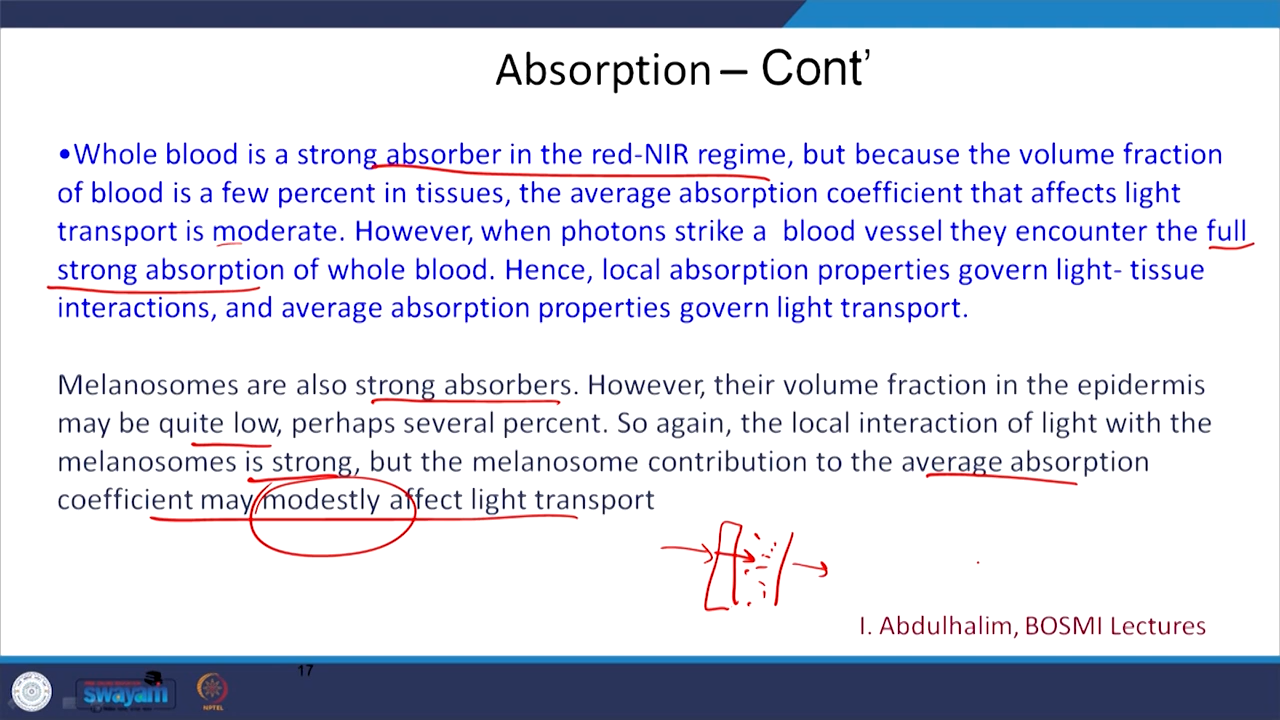 Absorption – Cont’
•Whole blood is a strong absorber in the red-NIR regime, but because the volume fraction
of blood is a few percent in tissues, the average absorption coefficient that affects light
transport is moderate. However, when photons strike a blood vessel they encounter the full
strong absorption of whole blood. Hence, local absorption properties govern light- tissue
interactions, and average absorption properties govern light transport.
Melanosomes are also strong absorbers. However, their volume fraction in the epidermis
may be quite low, perhaps several percent. So again, the local interaction of light with the
melanosomes is strong, but the melanosome contribution to the average absorption
coefficient may modestly affect light transport
I. Abdulhalim, BOSMI Lectures
17
swayam
NPTEL